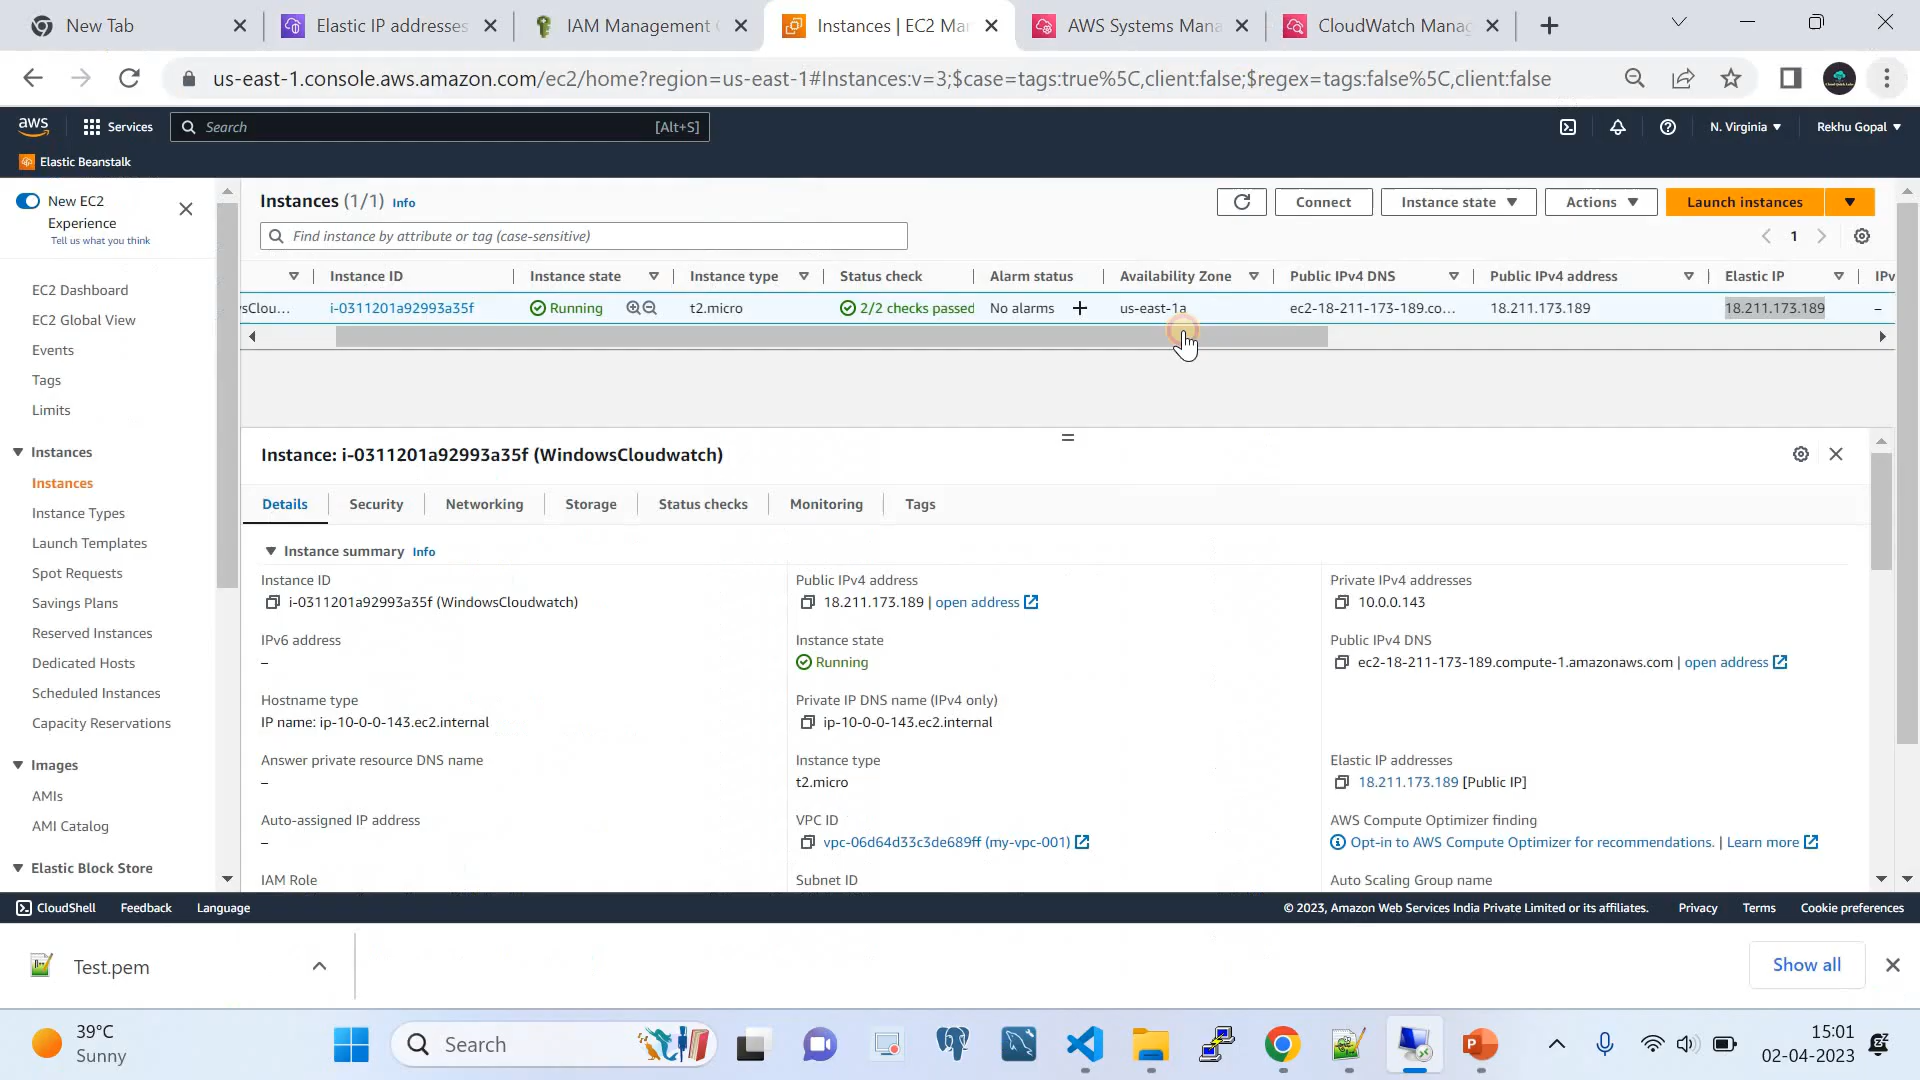 New Tab
Elastic IP addresses
IAM Management C
Instances | EC2 Mar
AWS Systems Mana
CloudWatch Manag
us-east-1.console.aws.amazon.com/ec2/home?region=us-east-1#Instances:v=3;$case=tags:true%5C,client:false;$regex=tags:false%5C,client:false
aws
Services
Search
[Alt+S]
N. Virginia
Rekhu Gopal
Elastic Beanstalk
New EC2
Experience
Tell us what you think
EC2 Dashboard
EC2 Global View
Events
Tags
Limits
Instances
Instances
Instance Types
Launch Templates
Spot Requests
Savings Plans
Reserved Instances
Dedicated Hosts
Scheduled Instances
Capacity Reservations
Images
AMIs
AMI Catalog
Elastic Block Store
Instances (1/1) Info
Connect
Instance state
Actions
Launch instances
Find instance by attribute or tag (case-sensitive)
1
Instance ID Instance state Instance type Status check Alarm status Availability Zone Public IPv4 DNS Public IPv4 address Elastic IP IPv
sClou... i-0311201a92993a35f Running t2.micro 2/2 checks passed No alarms + us-east-1a ec2-18-211-173-189.co... 18.211.173.189 18.211.173.189 –
Instance: i-0311201a92993a35f (WindowsCloudwatch)
Details Security Networking Storage Status checks Monitoring Tags
Instance summary Info
Instance ID
i-0311201a92993a35f (WindowsCloudwatch)
Public IPv4 address
18.211.173.189 | open address
Private IPv4 addresses
10.0.0.143
IPv6 address
–
Instance state
Running
Public IPv4 DNS
ec2-18-211-173-189.compute-1.amazonaws.com | open address
Hostname type
IP name: ip-10-0-0-143.ec2.internal
Private IP DNS name (IPv4 only)
ip-10-0-0-143.ec2.internal
Answer private resource DNS name
–
Instance type
t2.micro
Elastic IP addresses
18.211.173.189 [Public IP]
Auto-assigned IP address
–
VPC ID
vpc-06d64d33c3de689ff (my-vpc-001)
AWS Compute Optimizer finding
Opt-in to AWS Compute Optimizer for recommendations. | Learn more
IAM Role
Subnet ID
Auto Scaling Group name
CloudShell Feedback Language
© 2023, Amazon Web Services India Private Limited or its affiliates. Privacy Terms Cookie preferences
Test.pem
Show all
39°C
Sunny
Search
15:01
02-04-2023